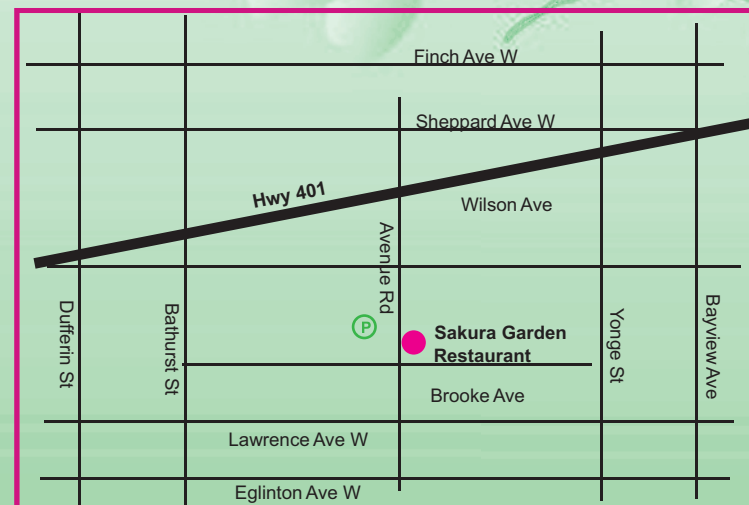 Finch Ave W
Sheppard Ave W
Hwy 401
Wilson Ave
Avenue Rd
Dufferin St
Bathurst St
P
Sakura Garden
Restaurant
Yonge St
Bayview Ave
Brooke Ave
Lawrence Ave W
Eglinton Ave W